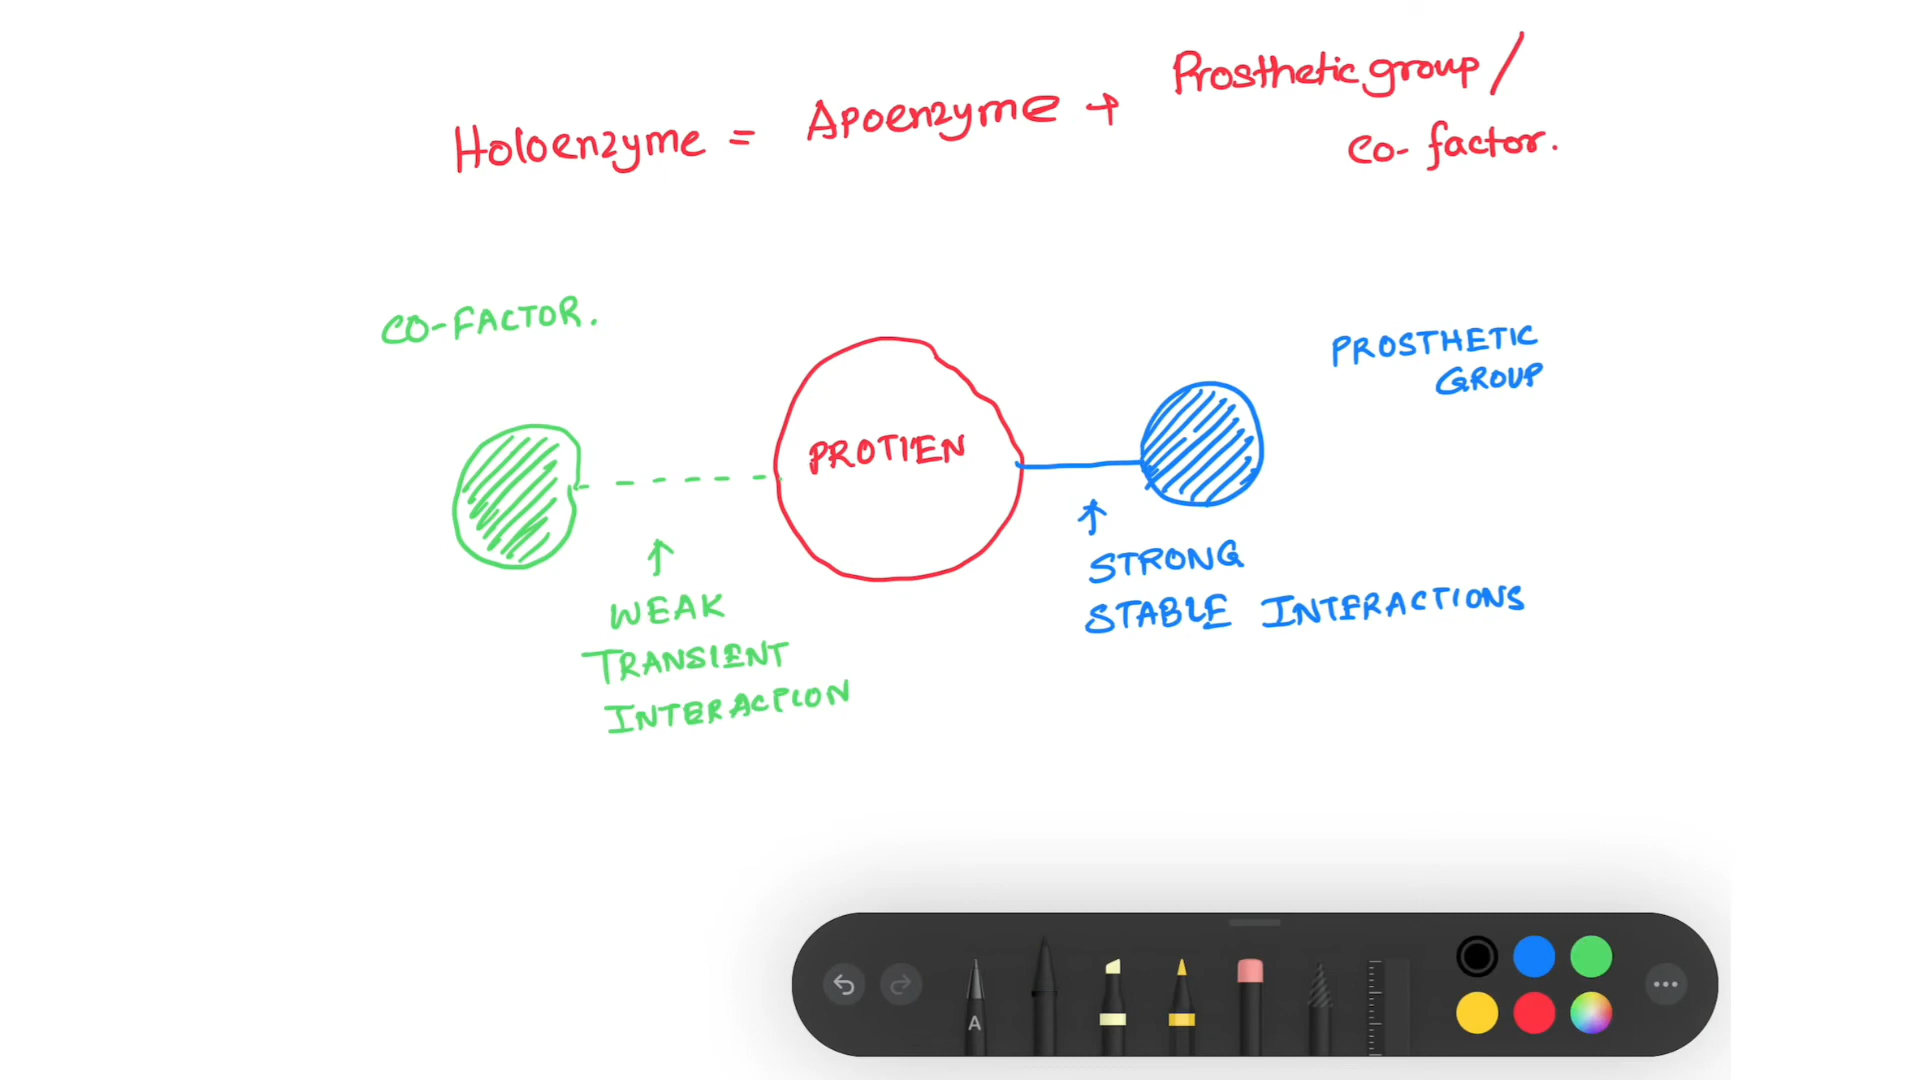 Holoenzyme = Apoenzyme + Prosthetic group /
co-factor.
CO-FACTOR.
PROSTHETIC
GROUP
PROTIEN
WEAK
TRANSIENT
INTERACTION
STRONG
STABLE INTERACTIONS
A